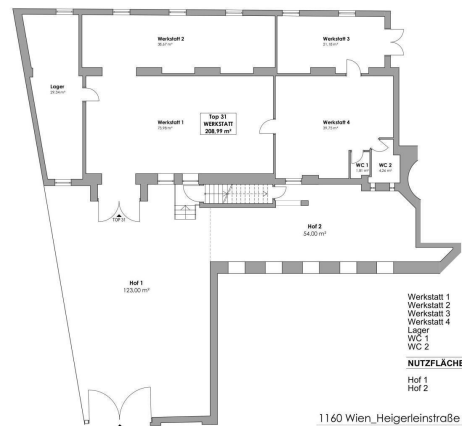 Werkstatt 2
Werkstatt 3
Lager
Werkstatt 1
Top 31
WERKSTATT
208.99 m²
Werkstatt 4
WC 1
WC 2
TOP 31
Hof 2
54,00 m²
Hof 1
123,00 m²
Werkstatt 1
Werkstatt 2
Werkstatt 3
Werkstatt 4
Lager
WC 1
WC 2
NUTZFLÄCHE
Hof 1
Hof 2
1160 Wien_Heigerleinstraße